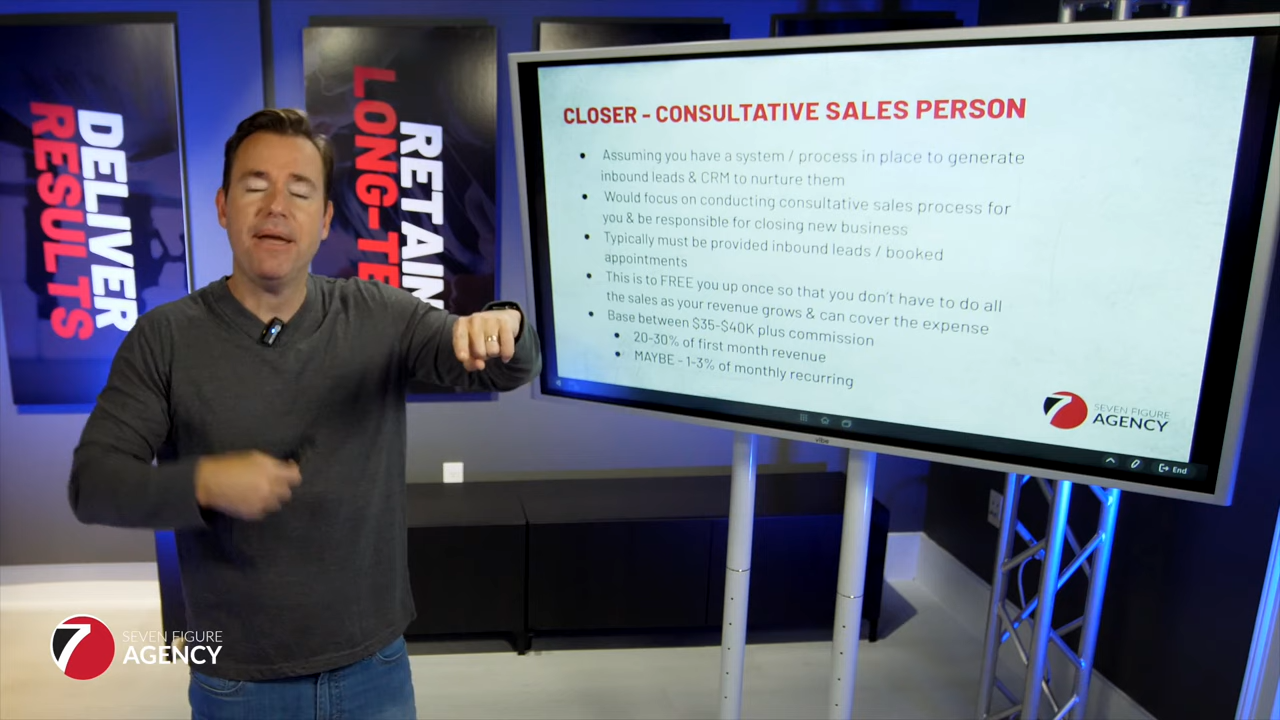 DELIVER
RESULTS
RETAIN
LONG-TE
CLOSER - CONSULTATIVE SALES PERSON
• Assuming you have a system / process in place to generate
inbound leads & CRM to nurture them
• Would focus on conducting consultative sales process for
you & be responsible for closing new business
• Typically must be provided inbound leads / booked
appointments
• This is to FREE you up once so that you don't have to do all
the sales as your revenue grows & can cover the expense
• Base between $35-$40K plus commission
• 20-30% of first month revenue
• MAYBE - 1-3% of monthly recurring
7 SEVEN FIGURE
AGENCY
vibe
End
7 SEVEN FIGURE
AGENCY